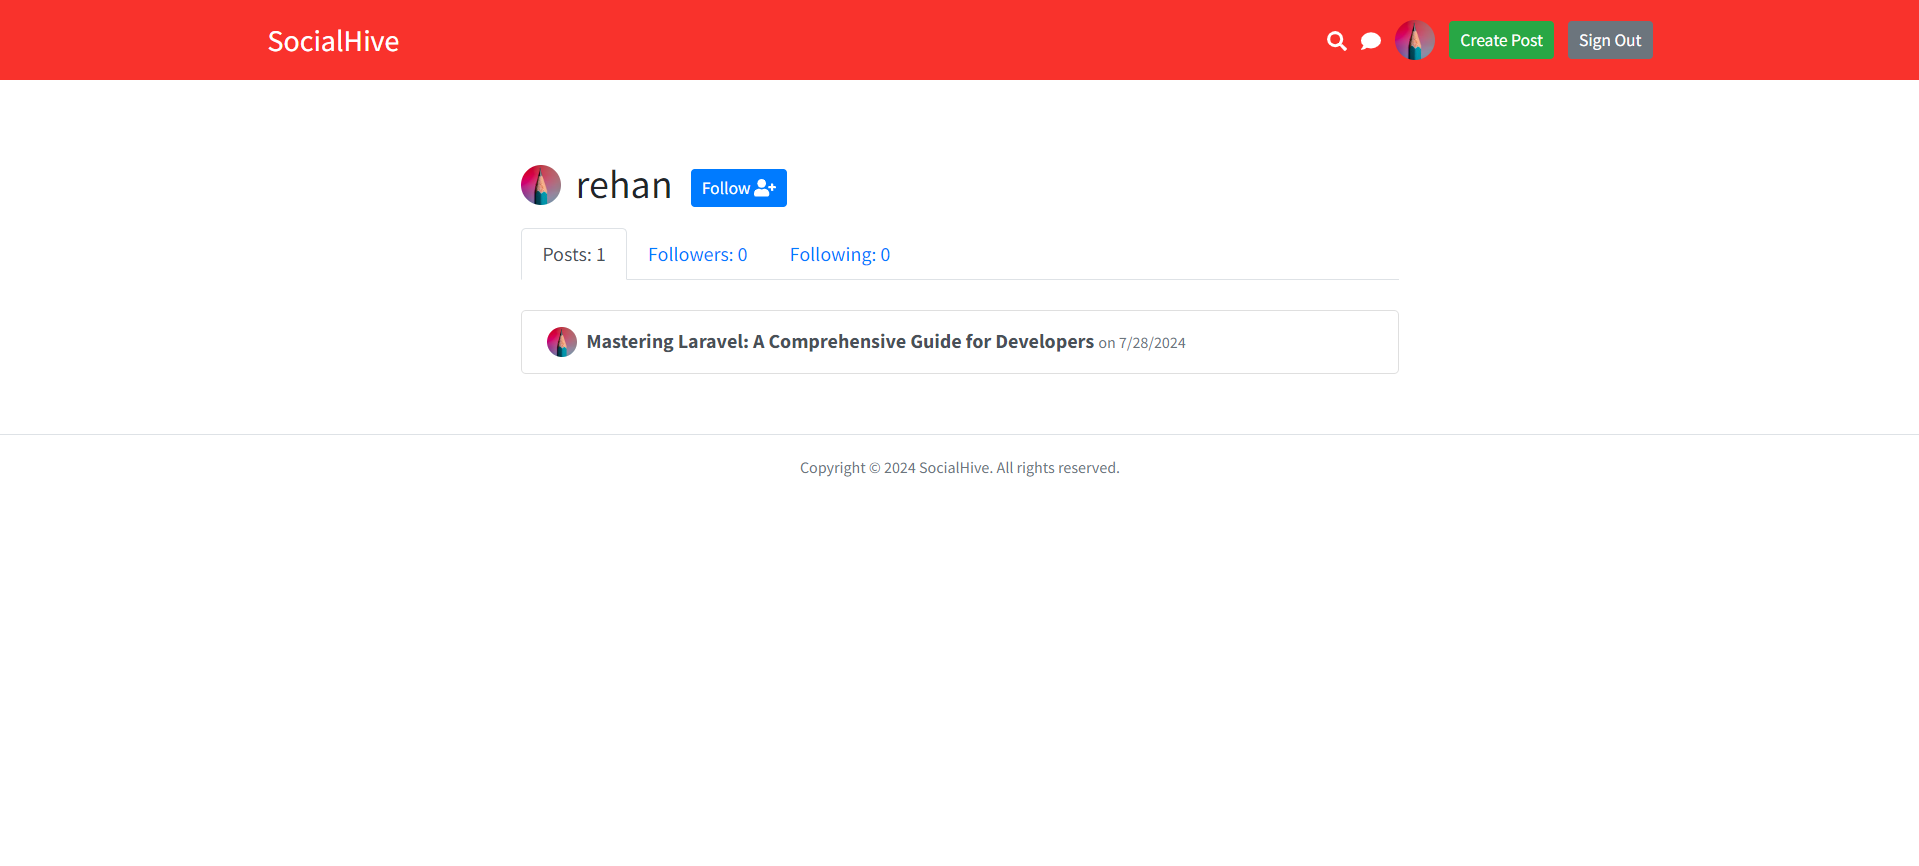 SocialHive
Create Post
Sign Out
rehan
Follow
Posts: 1
Followers: 0
Following: 0
Mastering Laravel: A Comprehensive Guide for Developers on 7/28/2024
Copyright © 2024 SocialHive. All rights reserved.